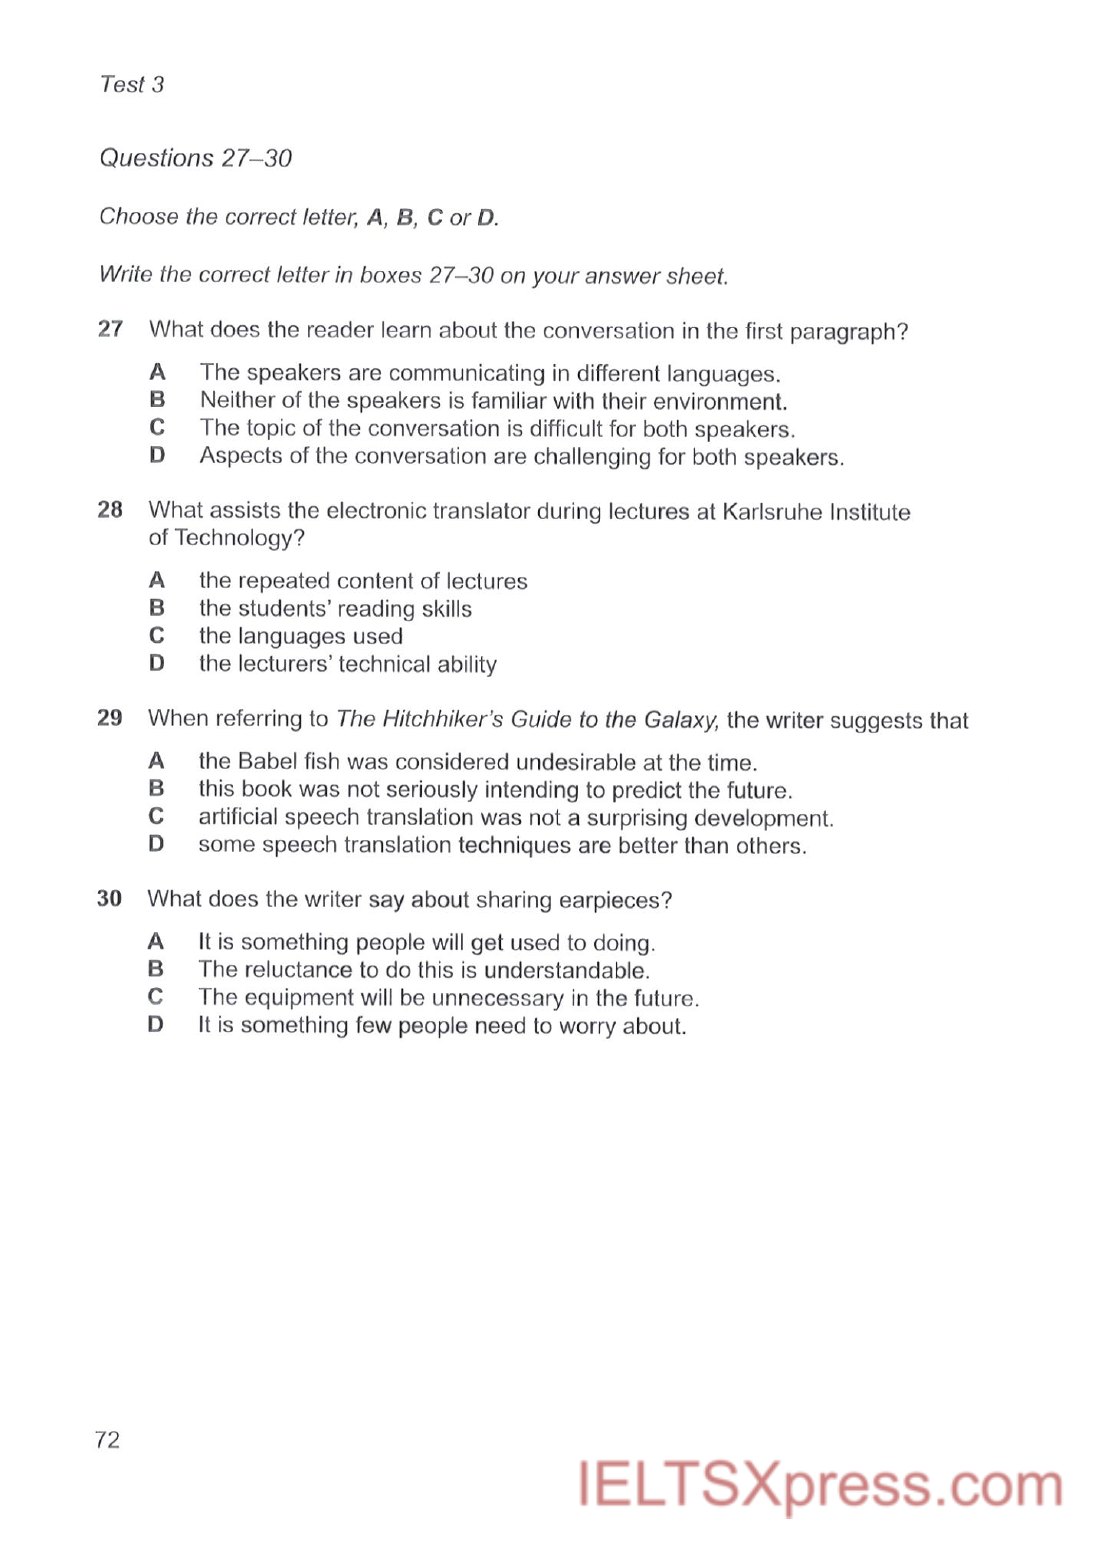 Test 3
Questions 27–30
Choose the correct letter, A, B, C or D.
Write the correct letter in boxes 27–30 on your answer sheet.
27 What does the reader learn about the conversation in the first paragraph?
A The speakers are communicating in different languages.
B Neither of the speakers is familiar with their environment.
C The topic of the conversation is difficult for both speakers.
D Aspects of the conversation are challenging for both speakers.
28 What assists the electronic translator during lectures at Karlsruhe Institute
of Technology?
A the repeated content of lectures
B the students' reading skills
C the languages used
D the lecturers' technical ability
29 When referring to The Hitchhiker's Guide to the Galaxy, the writer suggests that
A the Babel fish was considered undesirable at the time.
B this book was not seriously intending to predict the future.
C artificial speech translation was not a surprising development.
D some speech translation techniques are better than others.
30 What does the writer say about sharing earpieces?
A It is something people will get used to doing.
B The reluctance to do this is understandable.
C The equipment will be unnecessary in the future.
D It is something few people need to worry about.
72
IELTSXpress.com